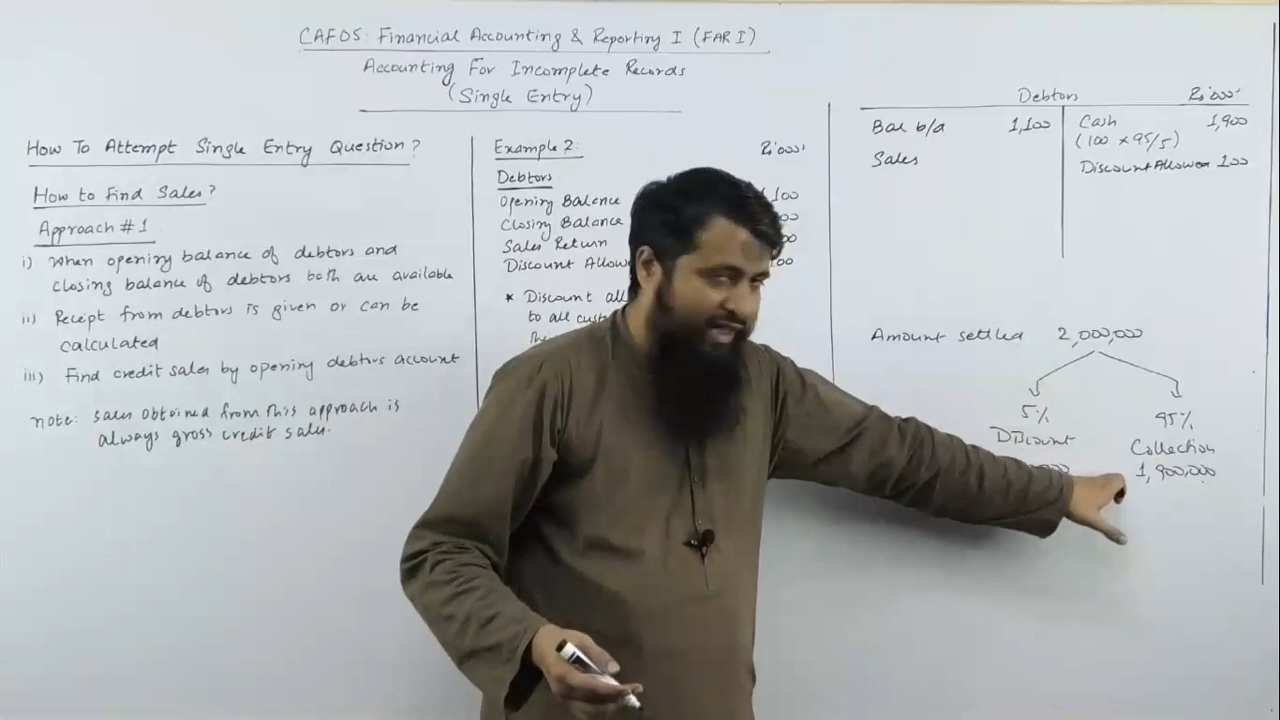 CAF05: Financial Accounting & Reporting I (FAR I)
Accounting For Incomplete Records
(Single Entry)
How To Attempt Single Entry Question?
How to Find Sales?
Approach #1
i) When opening balance of debtors and
closing balance of debtors both are available
ii) Receipt from debtors is given or can be
calculated
iii) Find credit sales by opening debtors account
note: Sales obtained from this approach is
always gross credit sales.
Example 2:
Rs'000'
Debtors
Opening Balance 100
Closing Balance 00
Sales Return 00
Discount Allow 100
* Discount all
to all cust
the
Debtors Rs'000'
Bal b/d 1,100 Cash 1,900
(100 x 95/5)
Sales Discount Allowed 100
Amount settled 2,000,000
5% 95%
Discount Collection
1,900,000